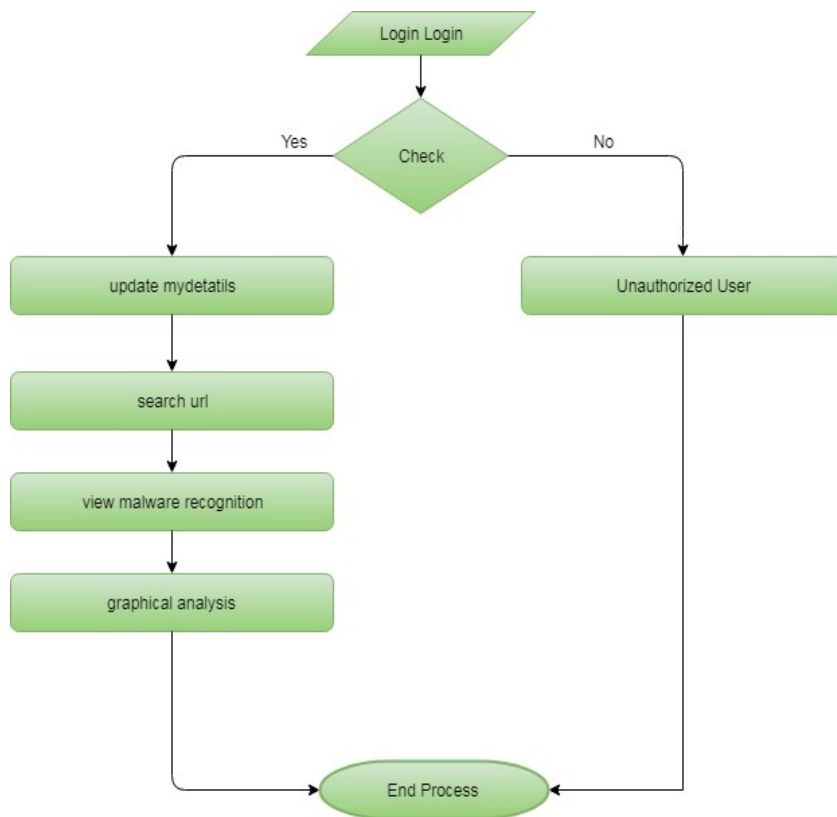 Login Login
Check
Yes
No
update mydetatils
Unauthorized User
search url
view malware recognition
graphical analysis
End Process